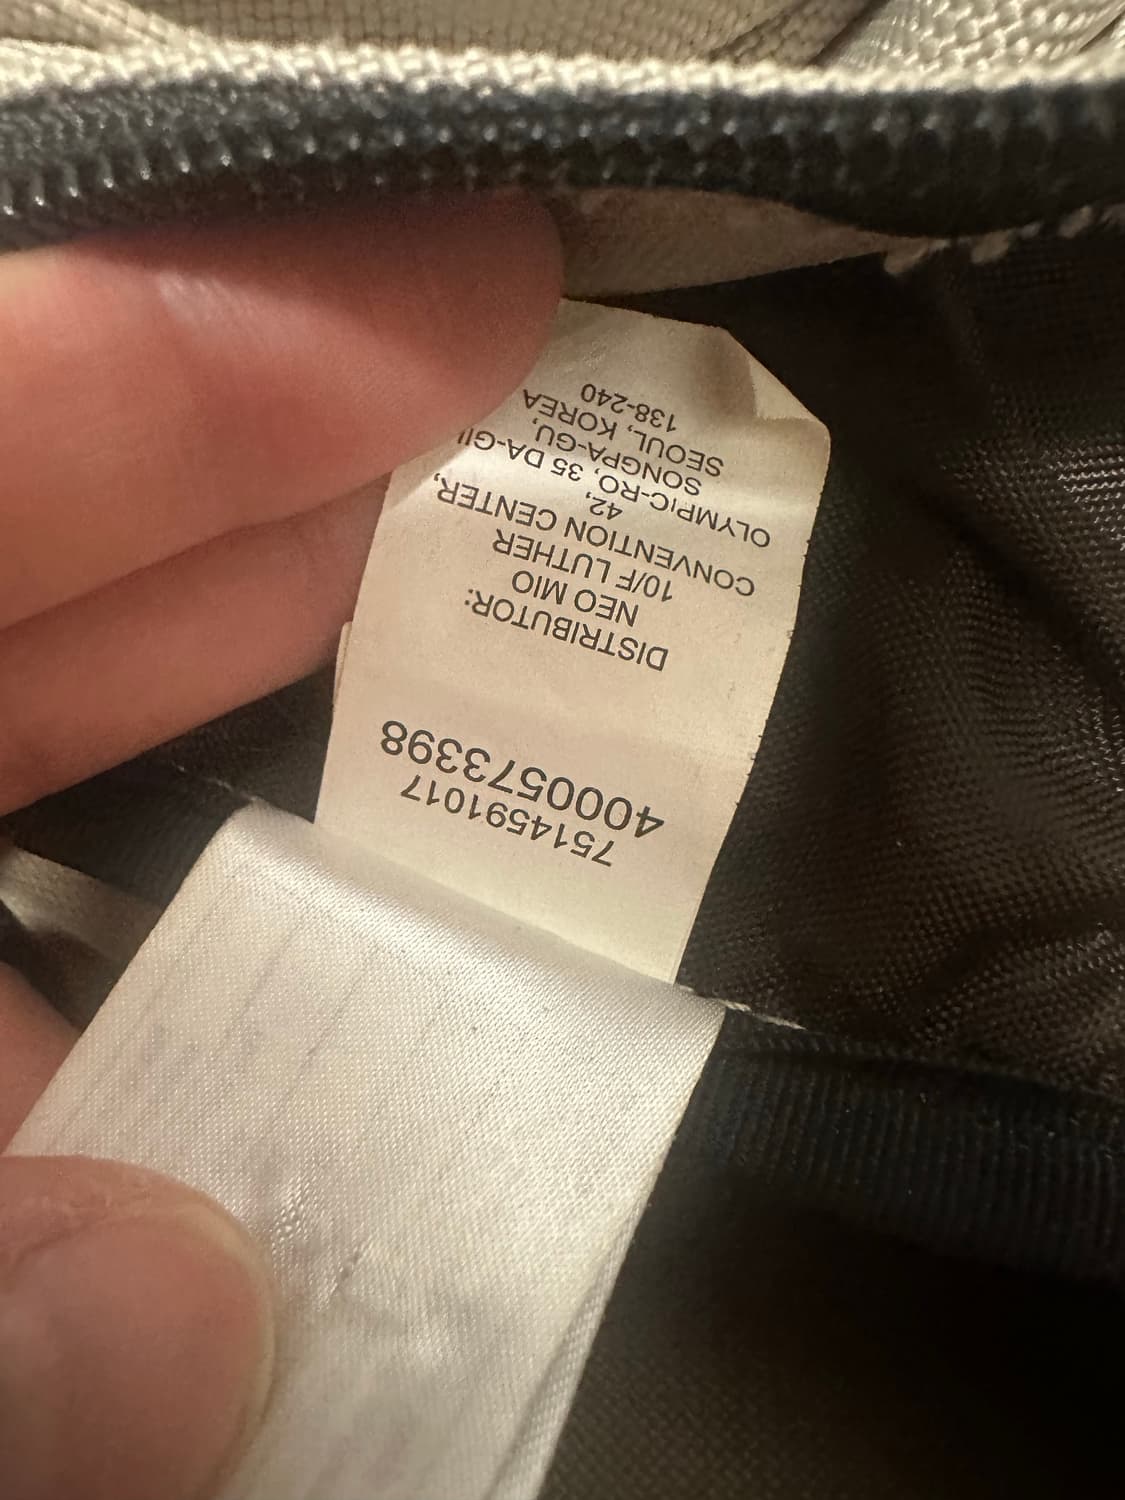 7514591017
4000573398
DISTRIBUTOR:
NEO MIO
10/F LUTHER
CONVENTION CENTER,
42,
OLYMPIC-RO, 35 DA-GIL
SONGPA-GU,
SEOUL, KOREA
138-240